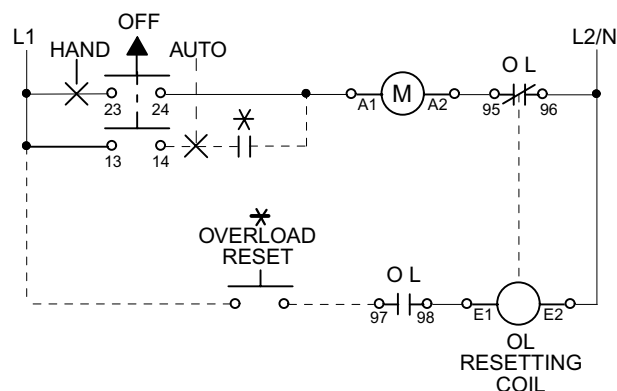 OFF
L1
HAND
AUTO
L2/N
O L
23
24
A1
M
A2
95
96
*
13
14
*
OVERLOAD
RESET
O L
97
98
E1
E2
OL
RESETTING
COIL